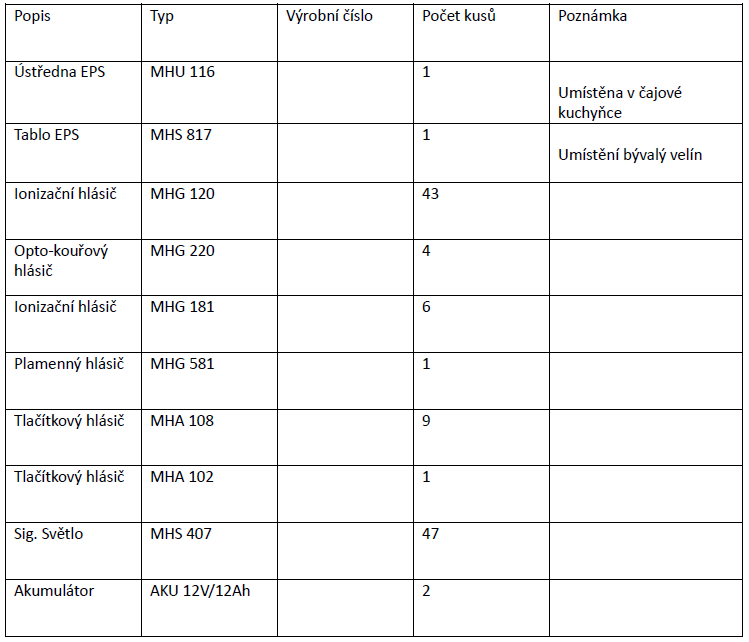 Popis Typ Výrobní číslo Počet kusů Poznámka
Ústředna EPS MHU 116 1
Umístěna v čajové
kuchyňce
Tablo EPS MHS 817 1
Umístění bývalý velín
Ionizační hlásič MHG 120 43
Opto-kouřový MHG 220 4
hlásič
Ionizační hlásič MHG 181 6
Plamenný hlásič MHG 581 1
Tlačítkový hlásič MHA 108 9
Tlačítkový hlásič MHA 102 1
Sig. Světlo MHS 407 47
Akumulátor AKU 12V/12Ah 2